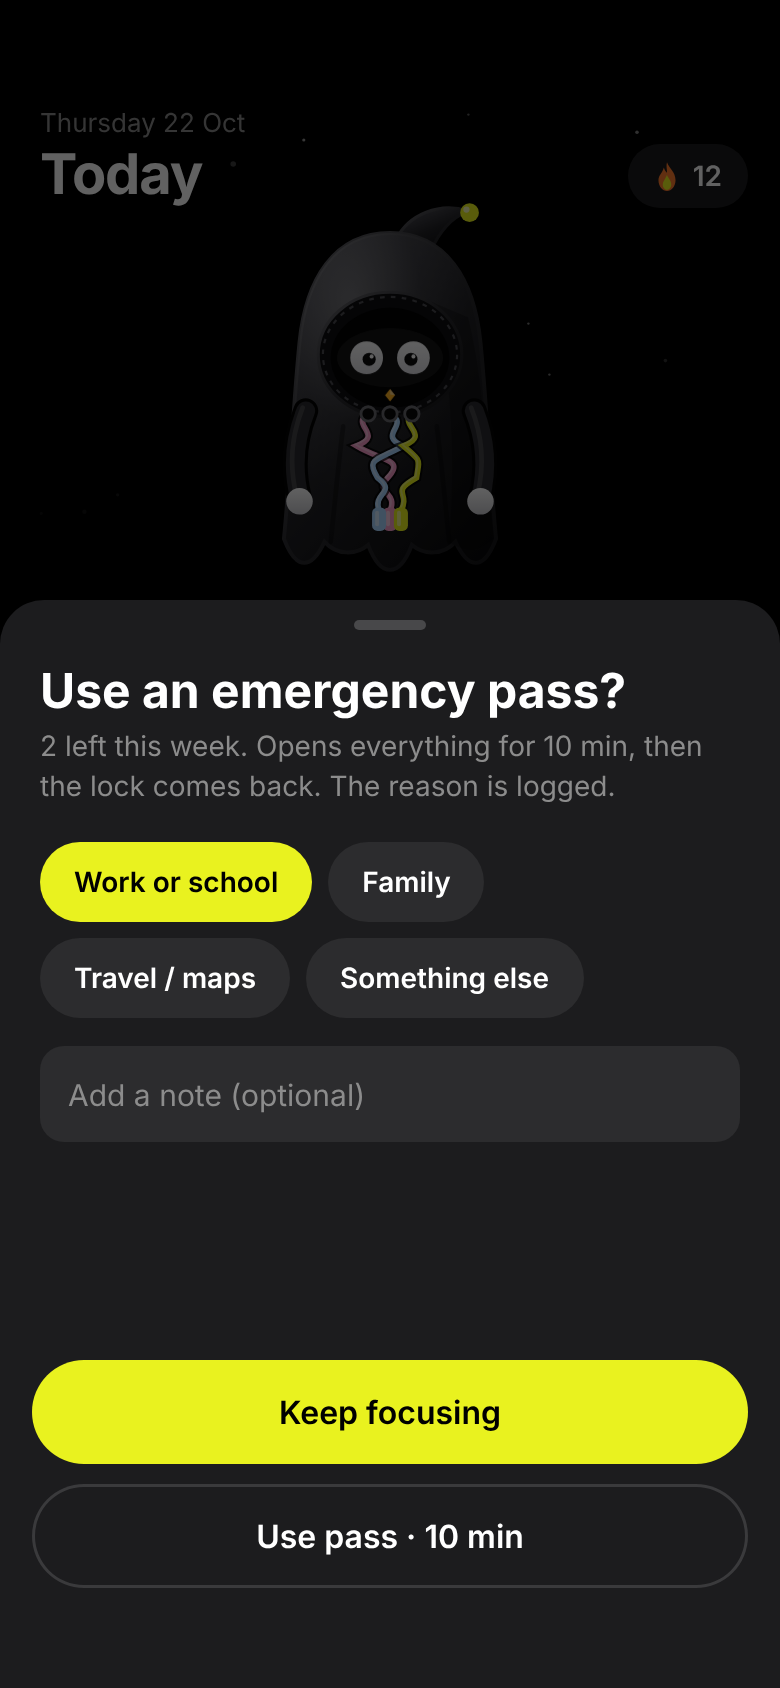 Thursday 22 Oct
Today
12
Use an emergency pass?
2 left this week. Opens everything for 10 min, then
the lock comes back. The reason is logged.
Work or school
Family
Travel / maps
Something else
Add a note (optional)
Keep focusing
Use pass · 10 min